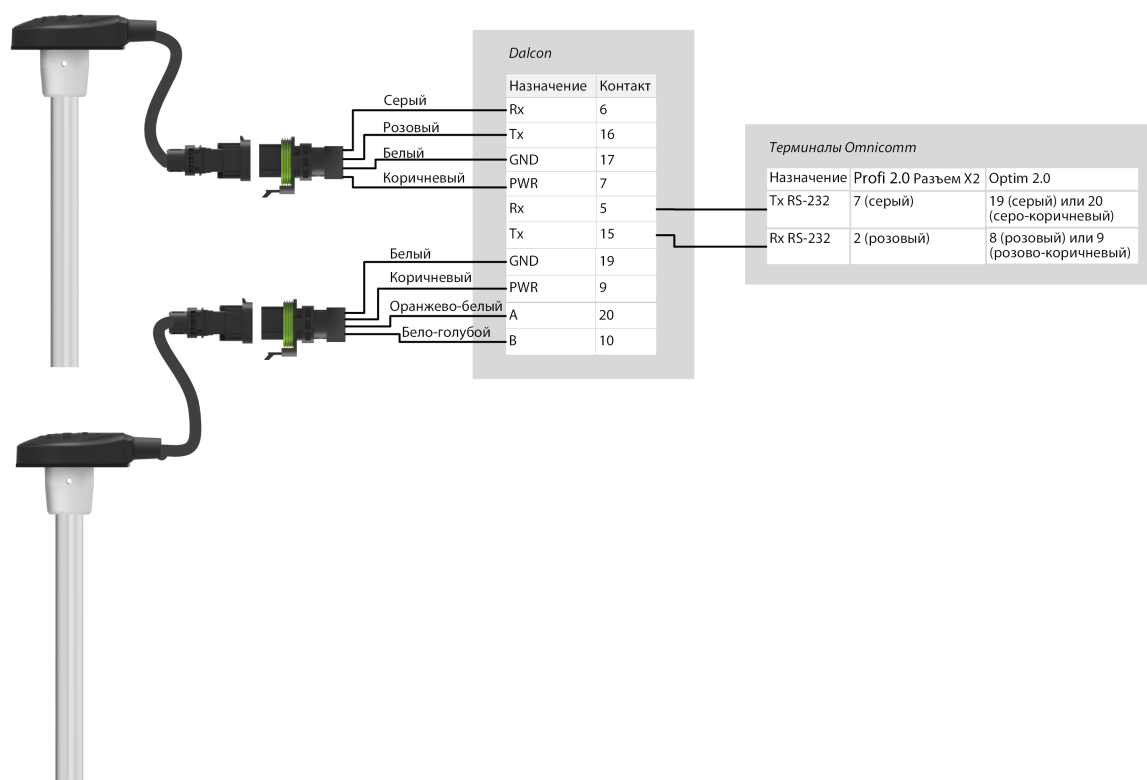 Dalcon
Назначение Контакт
Серый
Rx 6
Розовый
Tx 16
Белый
GND 17
Коричневый
PWR 7
Rx 5
Tx 15
Белый
GND 19
Коричневый
PWR 9
Оранжево-белый
A 20
Бело-голубой
B 10
Терминалы Omnicomm
Назначение Profi 2.0 Разъем X2 Optim 2.0
Tx RS-232 7 (серый) 19 (серый) или 20
(серо-коричневый)
Rx RS-232 2 (розовый) 8 (розовый) или 9
(розово-коричневый)